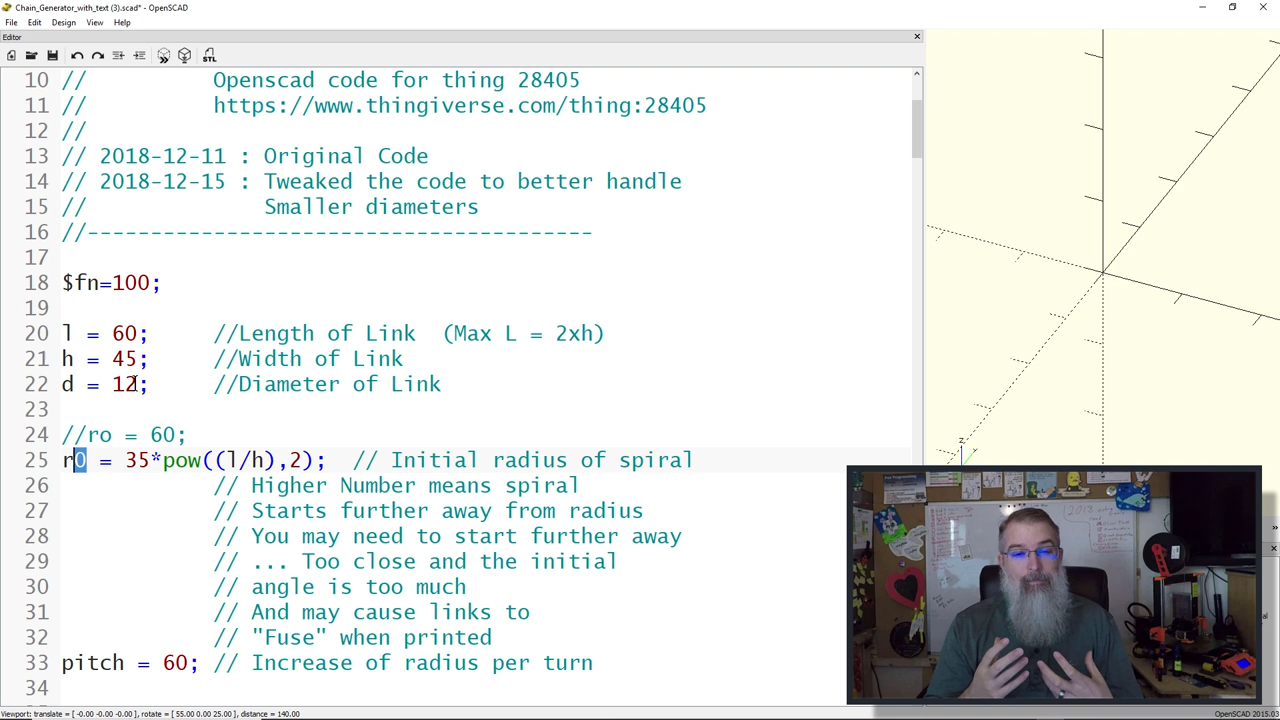 Chain_Generator_with_text (3).scad* - OpenSCAD
File Edit Design View Help
Editor
STL
10 // Openscad code for thing 28405
11 // https://www.thingiverse.com/thing:28405
12 //
13 // 2018-12-11 : Original Code
14 // 2018-12-15 : Tweaked the code to better handle
15 // Smaller diameters
16 //---------------------------------------
17
18 $fn=100;
19
20 l = 60; //Length of Link (Max L = 2xh)
21 h = 45; //Width of Link
22 d = 12; //Diameter of Link
23
24 //ro = 60;
25 r0 = 35*pow((l/h),2); // Initial radius of spiral
26 // Higher Number means spiral
27 // Starts further away from radius
28 // You may need to start further away
29 // ... Too close and the initial
30 // angle is too much
31 // And may cause links to
32 // "Fuse" when printed
33 pitch = 60; // Increase of radius per turn
34
z
Viewport: translate = [ -0.00 -0.00 -0.00 ], rotate = [ 55.00 0.00 25.00 ], distance = 140.00
OpenSCAD 2015.03